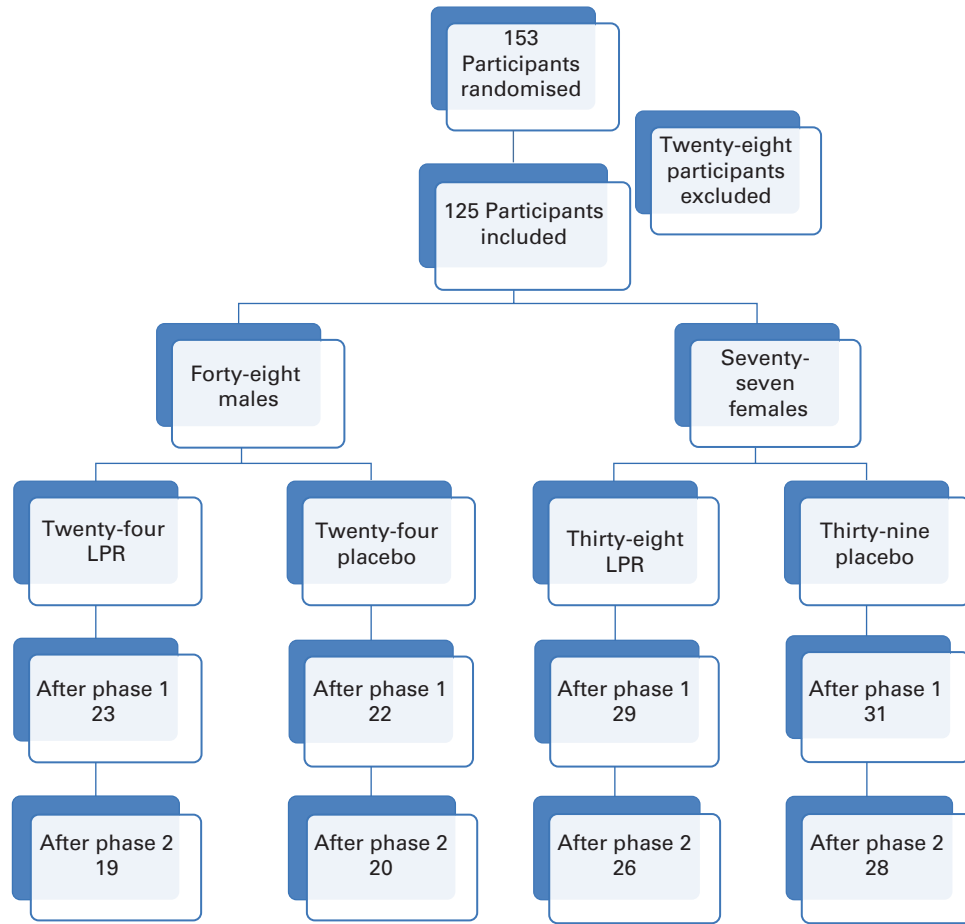 153
Participants
randomised
Twenty-eight
participants
excluded
125 Participants
included
Forty-eight
males
Seventy-
seven
females
Twenty-four
LPR
Twenty-four
placebo
Thirty-eight
LPR
Thirty-nine
placebo
After phase 1
23
After phase 1
22
After phase 1
29
After phase 1
31
After phase 2
19
After phase 2
20
After phase 2
26
After phase 2
28